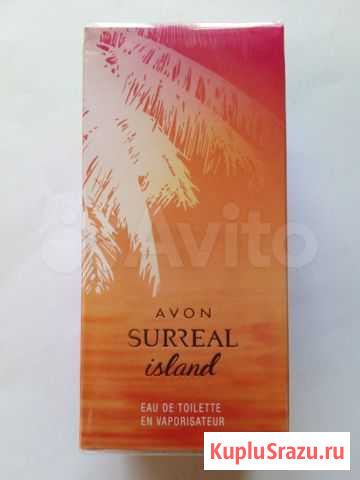 Avito
AVON
SURREAL
island
EAU DE TOILETTE
EN VAPORISATEUR
KupluSrazu.ru